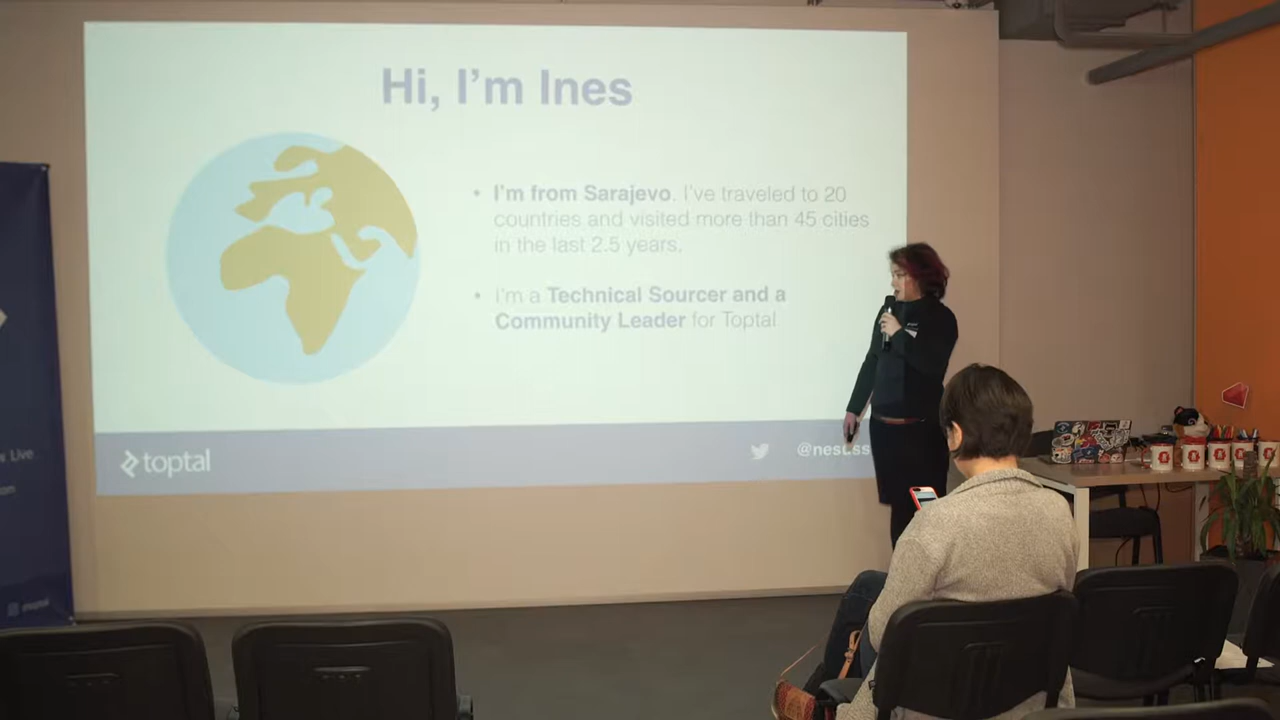 Hi, I'm Ines
• I'm from Sarajevo. I've traveled to 20
countries and visited more than 45 cities
in the last 2.5 years.
• I'm a Technical Sourcer and a
Community Leader for Toptal
toptal
Live